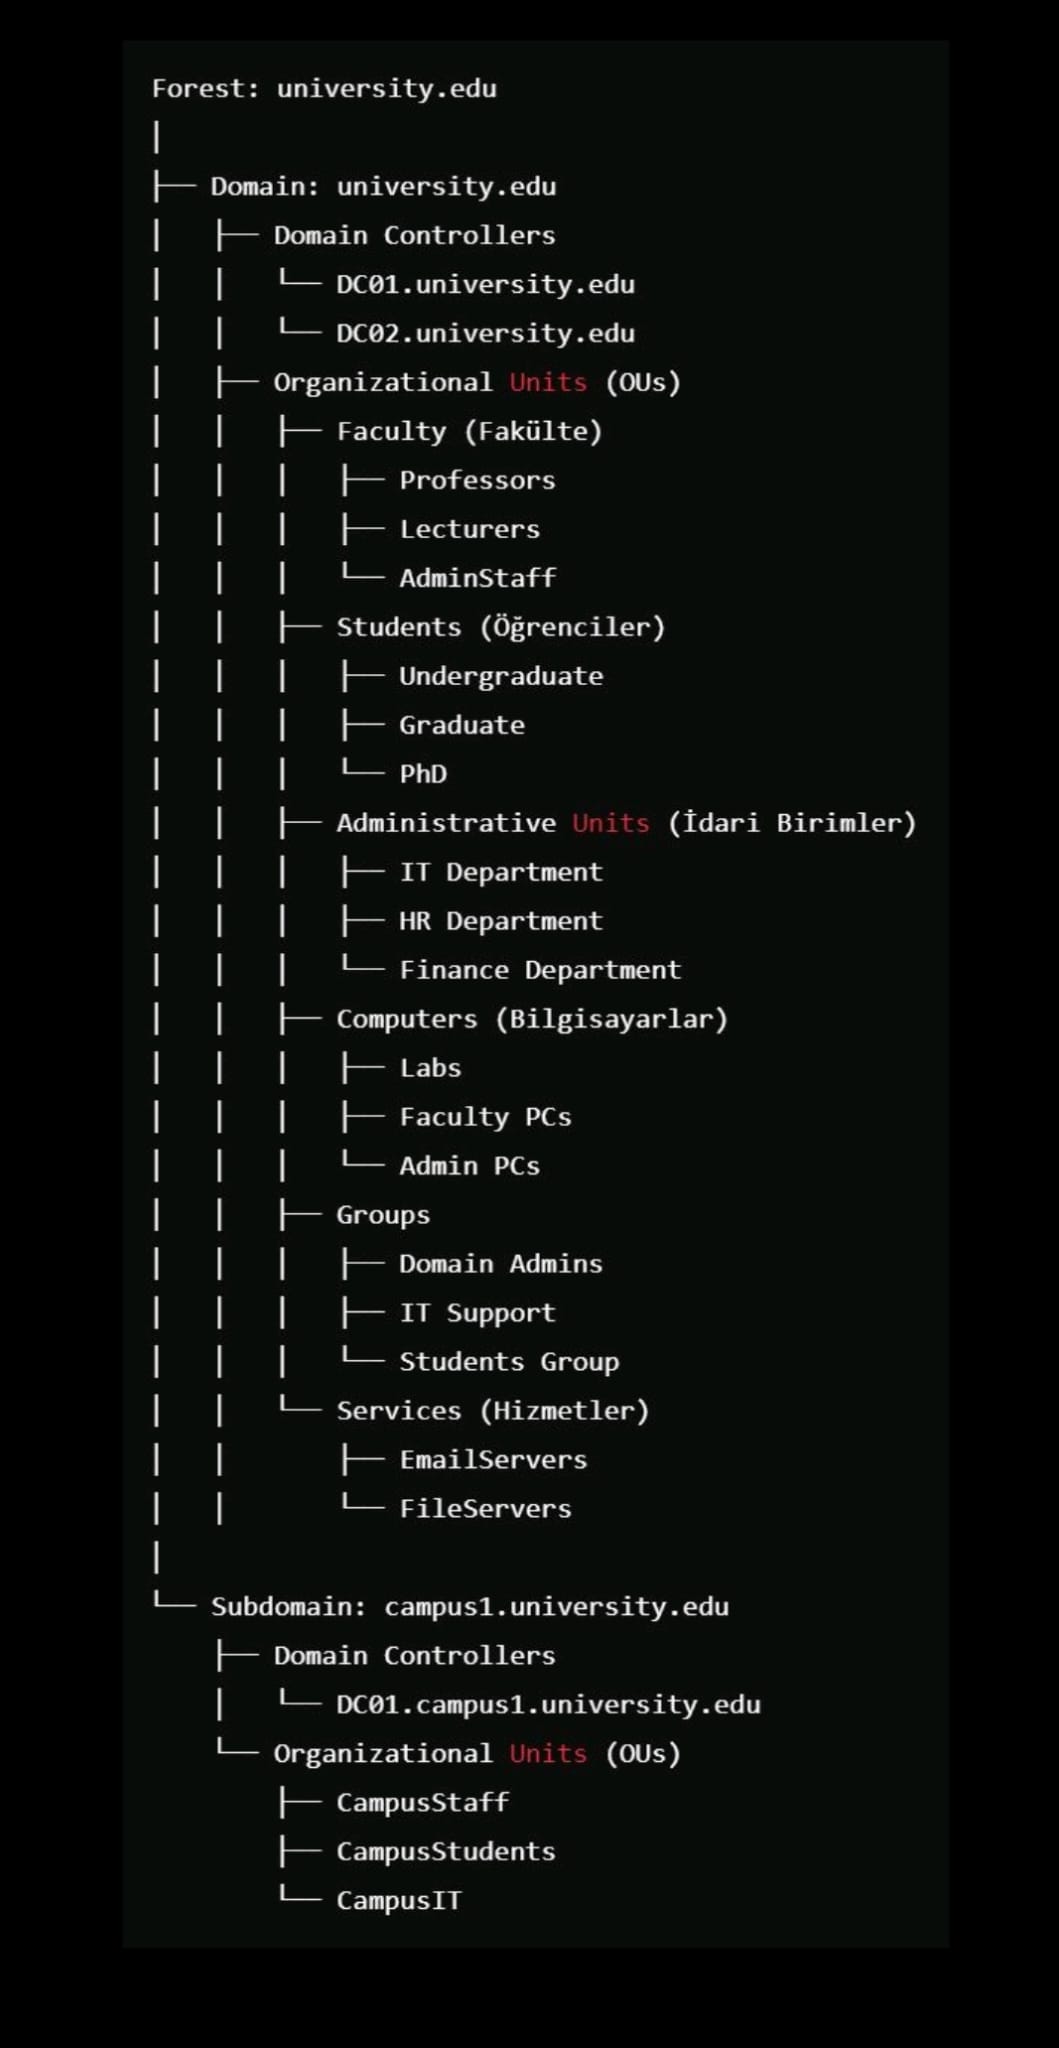 Forest: university.edu
│
├── Domain: university.edu
│   ├── Domain Controllers
│   │   └── DC01.university.edu
│   │   └── DC02.university.edu
│   ├── Organizational Units (OUs)
│   │   ├── Faculty (Fakülte)
│   │   │   ├── Professors
│   │   │   ├── Lecturers
│   │   │   └── AdminStaff
│   │   ├── Students (Öğrenciler)
│   │   │   ├── Undergraduate
│   │   │   ├── Graduate
│   │   │   └── PhD
│   │   ├── Administrative Units (İdari Birimler)
│   │   │   ├── IT Department
│   │   │   ├── HR Department
│   │   │   └── Finance Department
│   │   ├── Computers (Bilgisayarlar)
│   │   │   ├── Labs
│   │   │   ├── Faculty PCs
│   │   │   └── Admin PCs
│   │   ├── Groups
│   │   │   ├── Domain Admins
│   │   │   ├── IT Support
│   │   │   └── Students Group
│   │   └── Services (Hizmetler)
│   │       ├── EmailServers
│   │       └── FileServers
│
└── Subdomain: campus1.university.edu
    ├── Domain Controllers
    │   └── DC01.campus1.university.edu
    └── Organizational Units (OUs)
        ├── CampusStaff
        ├── CampusStudents
        └── CampusIT